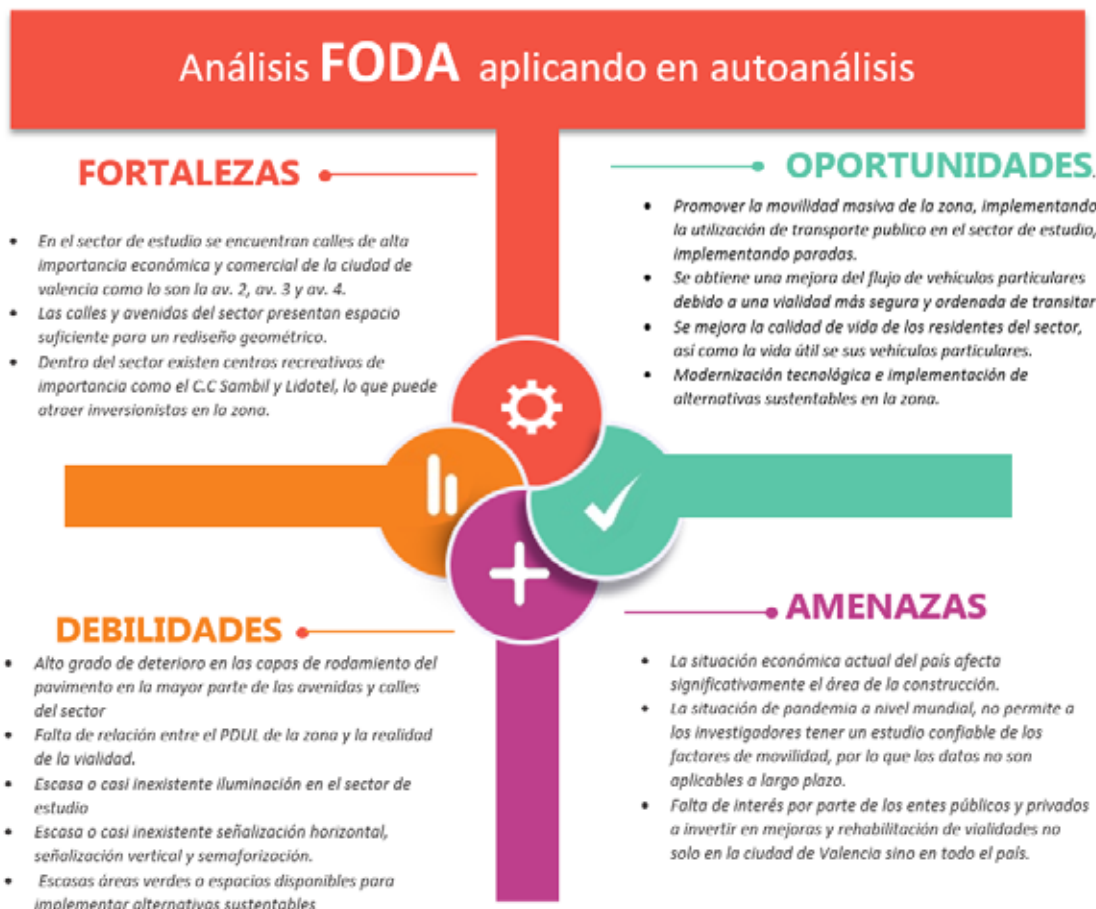 Análisis FODA aplicando en autoanálisis
FORTALEZAS
• En el sector de estudio se encuentran calles de alta
importancia económica y comercial de la ciudad de
valencia como lo son la av. 2, av. 3 y av. 4.
• Las calles y avenidas del sector presentan espacio
suficiente para un rediseño geométrico.
• Dentro del sector existen centros recreativos de
importancia como el C.C Sambil y Lidotel, lo que puede
atraer inversionistas en la zona.
OPORTUNIDADES.
• Promover la movilidad masiva de la zona, implementando
la utilización de transporte publico en el sector de estudio,
implementando paradas.
• Se obtiene una mejora del flujo de vehículos particulares
debido a una vialidad más segura y ordenada de transitar
• Se mejora la calidad de vida de los residentes del sector,
así como la vida útil se sus vehículos particulares.
• Modernización tecnológica e implementación de
alternativas sustentables en la zona.
DEBILIDADES
• Alto grado de deterioro en las capas de rodamiento del
pavimento en la mayor parte de las avenidas y calles
del sector
• Falta de relación entre el PDUL de la zona y la realidad
de la vialidad.
• Escasa o casi inexistente iluminación en el sector de
estudio
• Escasa o casi inexistente señalización horizontal,
señalización vertical y semaforización.
• Escasas áreas verdes o espacios disponibles para
implementar alternativas sustentables
AMENAZAS
• La situación económica actual del país afecta
significativamente el área de la construcción.
• La situación de pandemia a nivel mundial, no permite a
los investigadores tener un estudio confiable de los
factores de movilidad, por lo que los datos no son
aplicables a largo plazo.
• Falta de interés por parte de los entes públicos y privados
a invertir en mejoras y rehabilitación de vialidades no
solo en la ciudad de Valencia sino en todo el país.